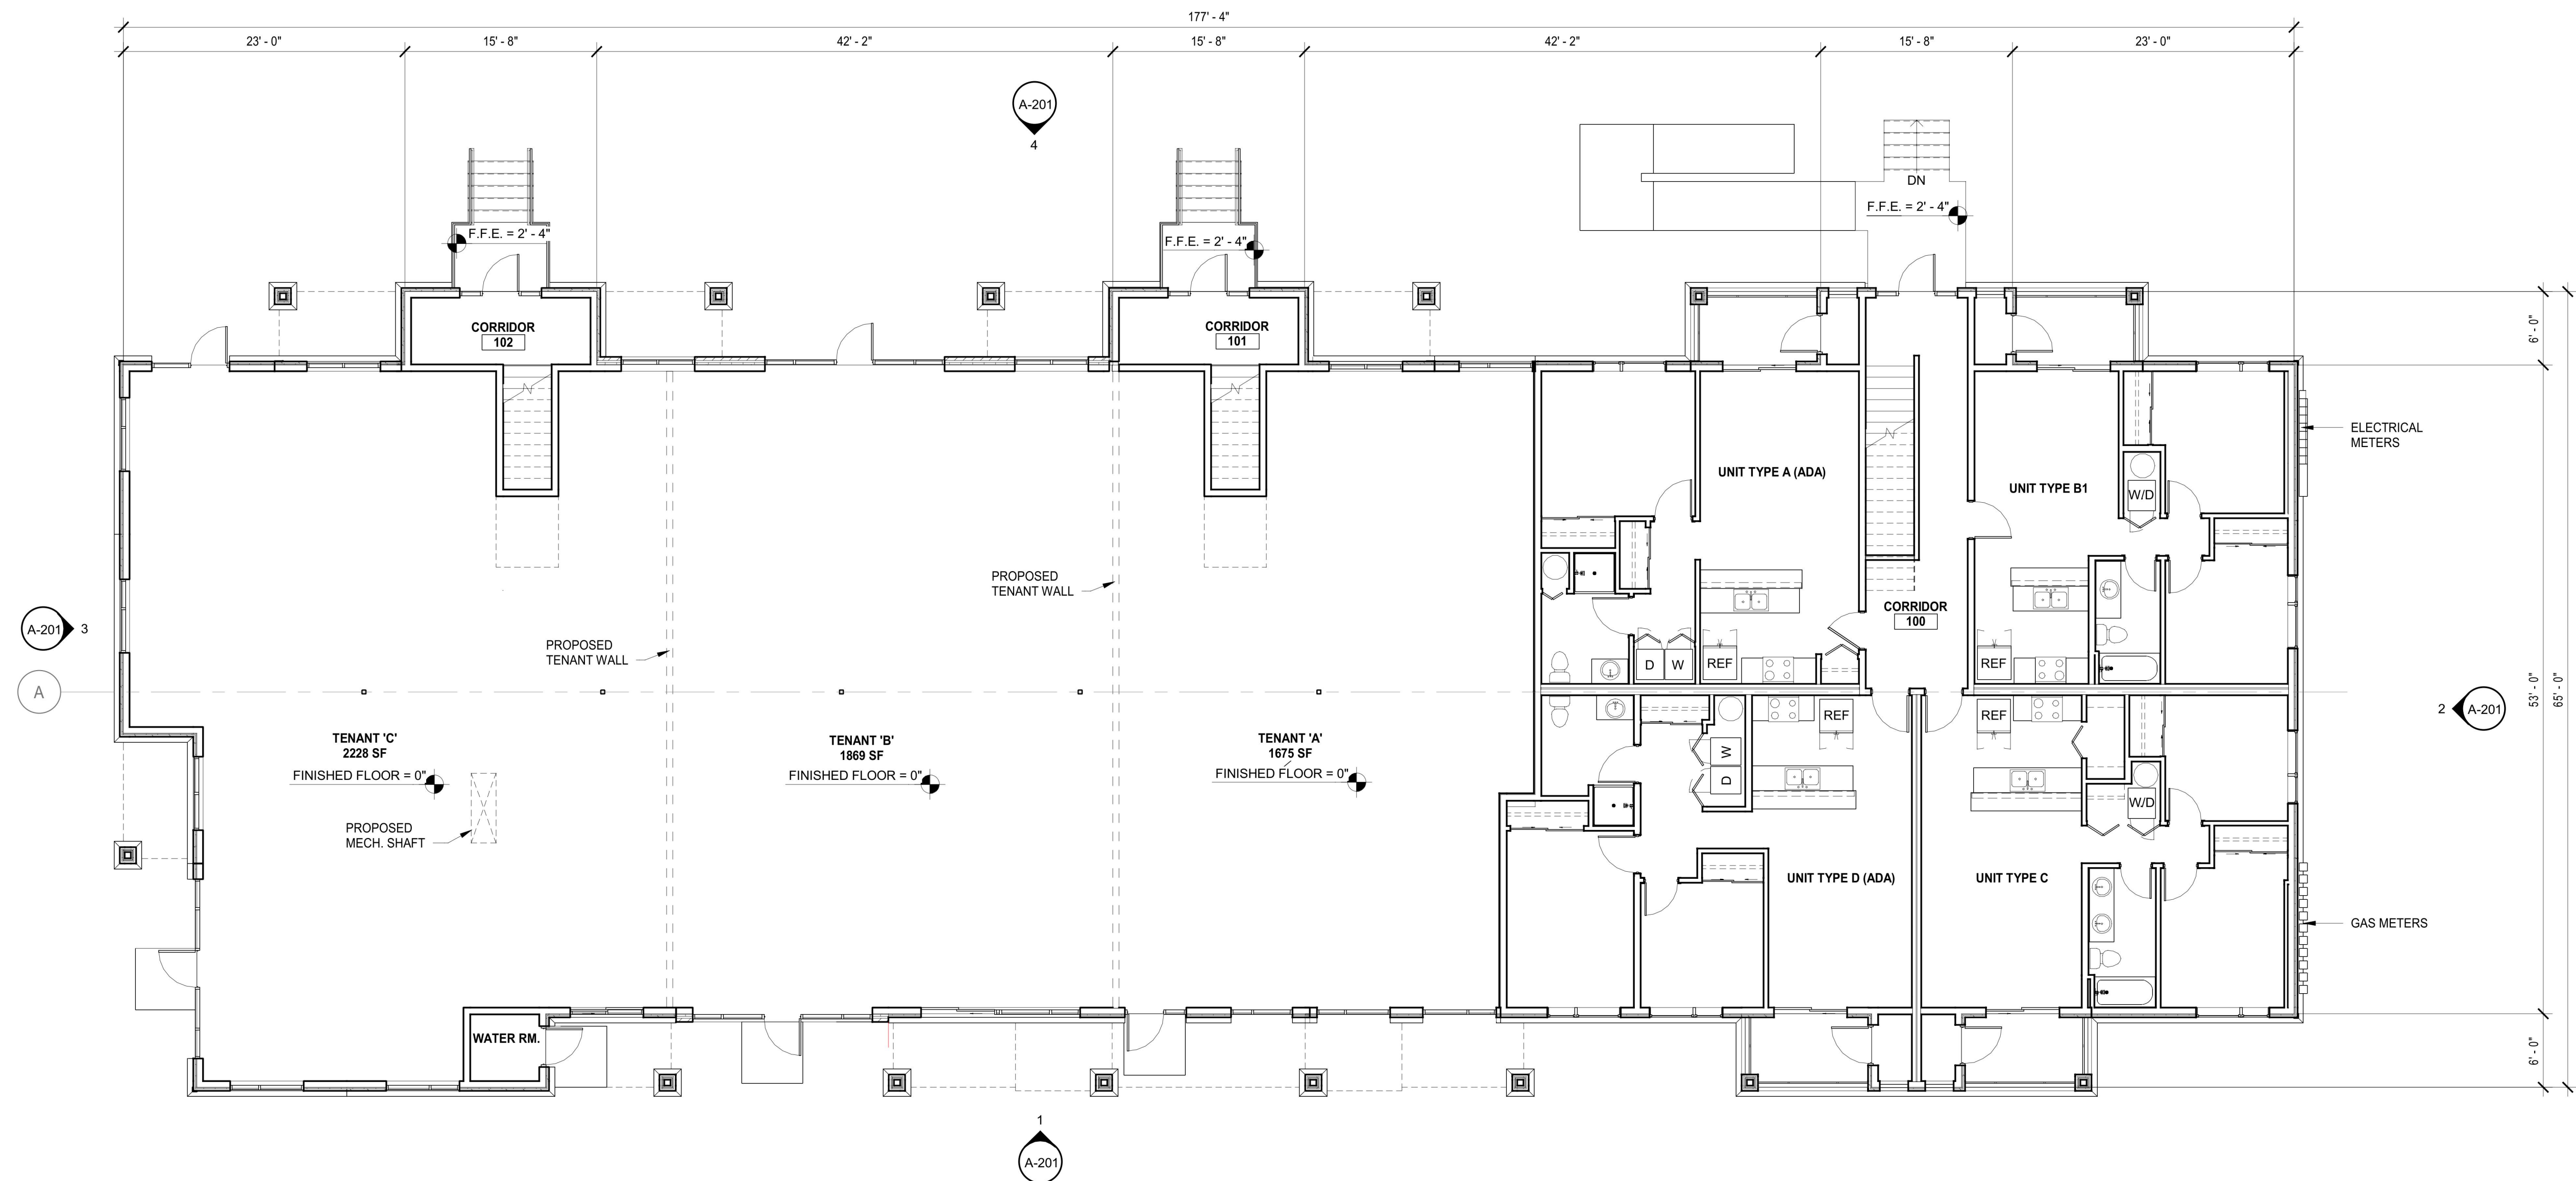 177' - 4"
23' - 0"
15' - 8"
42' - 2"
15' - 8"
42' - 2"
15' - 8"
23' - 0"
A-201
4
DN
F.F.E. = 2' - 4"
F.F.E. = 2' - 4"
F.F.E. = 2' - 4"
CORRIDOR
102
CORRIDOR
101
6' - 0"
ELECTRICAL
METERS
UNIT TYPE A (ADA)
UNIT TYPE B1
W/D
PROPOSED
TENANT WALL
CORRIDOR
100
A-201
3
PROPOSED
TENANT WALL
D
W
REF
REF
A
53' - 0"
65' - 0"
2
A-201
REF
REF
TENANT 'C'
2228 SF
FINISHED FLOOR = 0"
TENANT 'B'
1869 SF
FINISHED FLOOR = 0"
TENANT 'A'
1675 SF
FINISHED FLOOR = 0"
W
D
W/D
PROPOSED
MECH. SHAFT
UNIT TYPE D (ADA)
UNIT TYPE C
GAS METERS
WATER RM.
6' - 0"
1
A-201